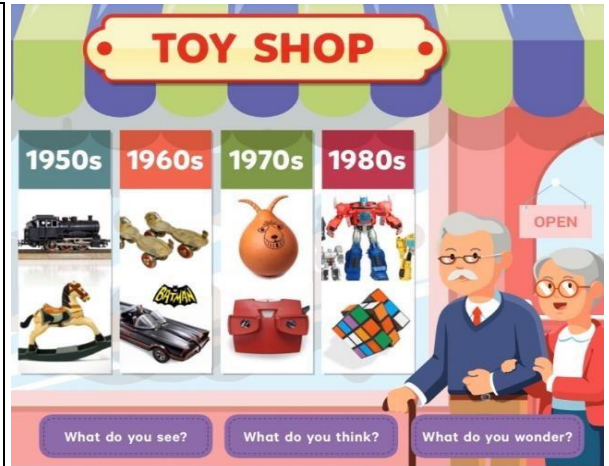 TOY SHOP
1950s 1960s 1970s 1980s
BATMAN
OPEN
What do you see? What do you think? What do you wonder?